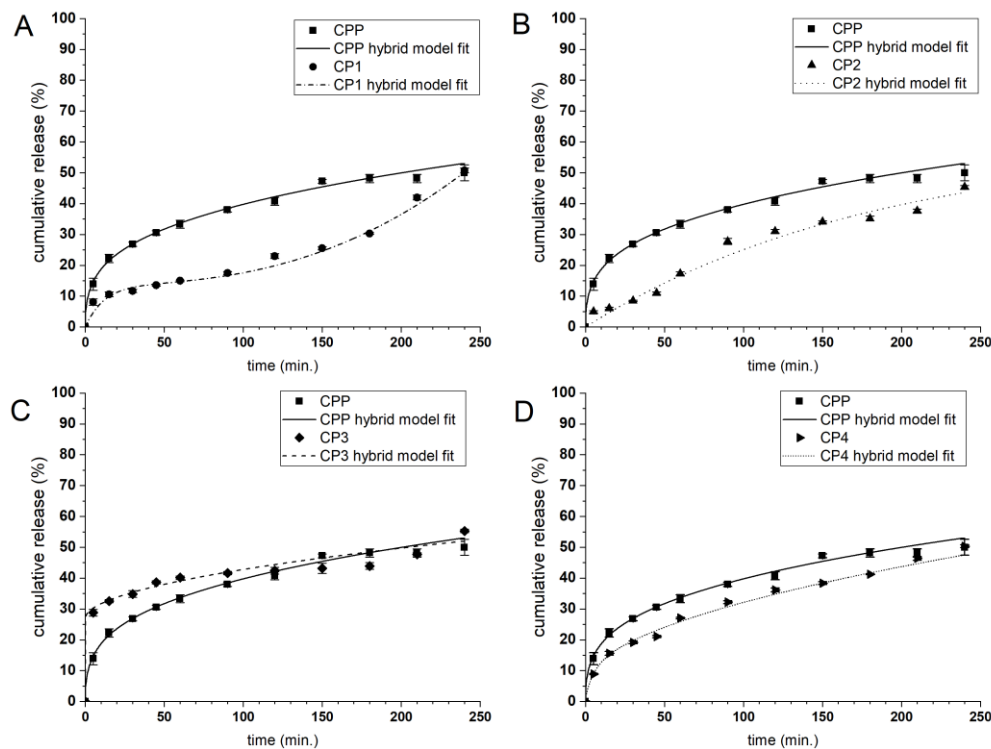 A
CPP
CPP hybrid model fit
CP1
CP1 hybrid model fit
cumulative release (%)
100
90
80
70
60
50
40
30
20
10
0
0 50 100 150 200 250
time (min.)
B
CPP
CPP hybrid model fit
CP2
CP2 hybrid model fit
cumulative release (%)
100
90
80
70
60
50
40
30
20
10
0
0 50 100 150 200 250
time (min.)
C
CPP
CPP hybrid model fit
CP3
CP3 hybrid model fit
cumulative release (%)
100
90
80
70
60
50
40
30
20
10
0
0 50 100 150 200 250
time (min.)
D
CPP
CPP hybrid model fit
CP4
CP4 hybrid model fit
cumulative release (%)
100
90
80
70
60
50
40
30
20
10
0
0 50 100 150 200 250
time (min.)